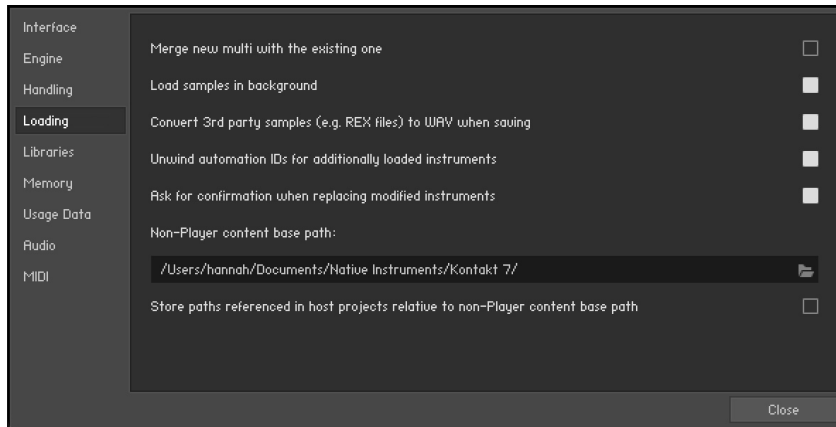 Interface
Engine
Handling
Loading
Libraries
Memory
Usage Data
Audio
MIDI
Merge new multi with the existing one
Load samples in background
Convert 3rd party samples (e.g. REX files) to WAV when saving
Unwind automation IDs for additionally loaded instruments
Ask for confirmation when replacing modified instruments
Non-Player content base path:
/Users/hannah/Documents/Native Instruments/Kontakt 7/
Store paths referenced in host projects relative to non-Player content base path
Close